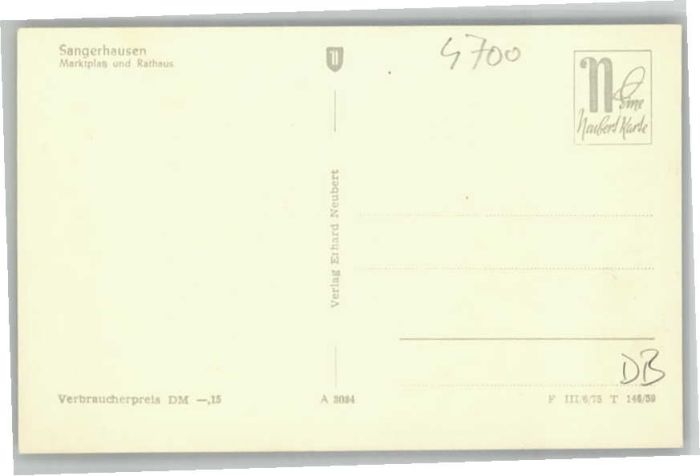 Sangerhausen
Marktplatz und Rathaus
4700
N
Eine
Neubert Karte
Verlag Erhard Neubert
DB
Verbraucherpreis DM —,15
A 3084
F III/6/75 T 146/59